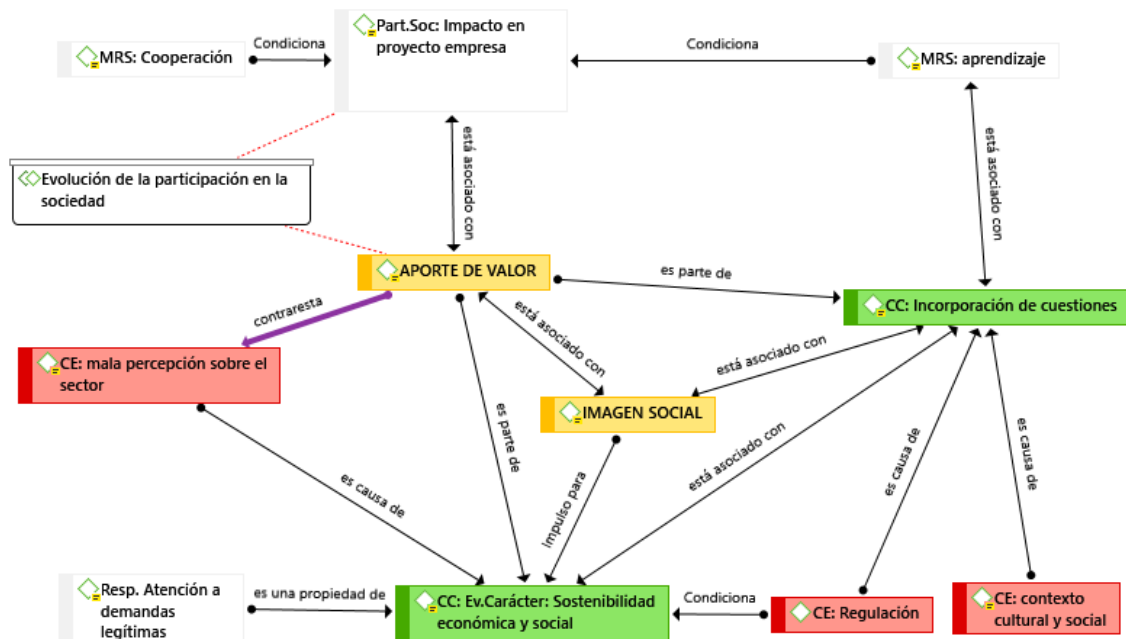 Part.Soc: Impacto en
proyecto empresa
Condiciona
MRS: Cooperación
Condiciona
MRS: aprendizaje
está asociado con
está asociado con
Evolución de la participación en la
sociedad
APORTE DE VALOR
es parte de
CC: Incorporación de cuestiones
contraresta
está asociado con
está asociado con
CE: mala percepción sobre el
sector
IMAGEN SOCIAL
es parte de
está asociado con
es causa de
es causa de
es causa de
Impulso para
Resp. Atención a
demandas
legítimas
es una propiedad de
CC: Ev.Carácter: Sostenibilidad
económica y social
Condiciona
CE: Regulación
CE: contexto
cultural y social